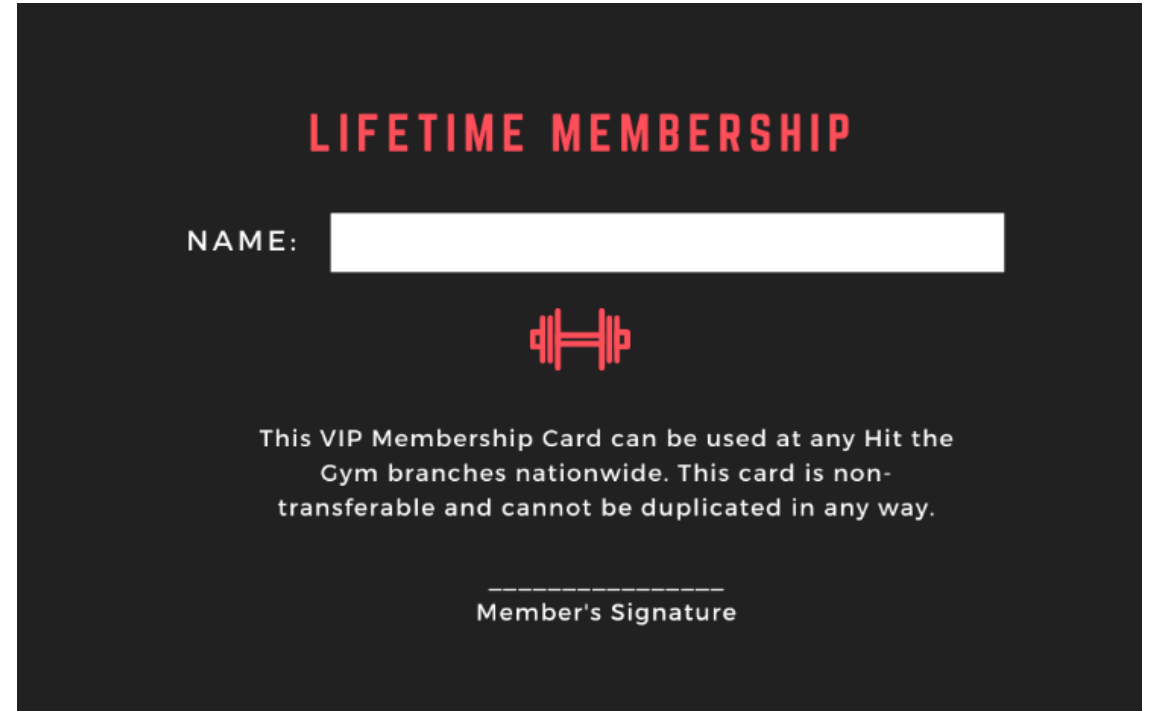 LIFETIME MEMBERSHIP
NAME:
This VIP Membership Card can be used at any Hit the
Gym branches nationwide. This card is non-
transferable and cannot be duplicated in any way.
________________
Member's Signature